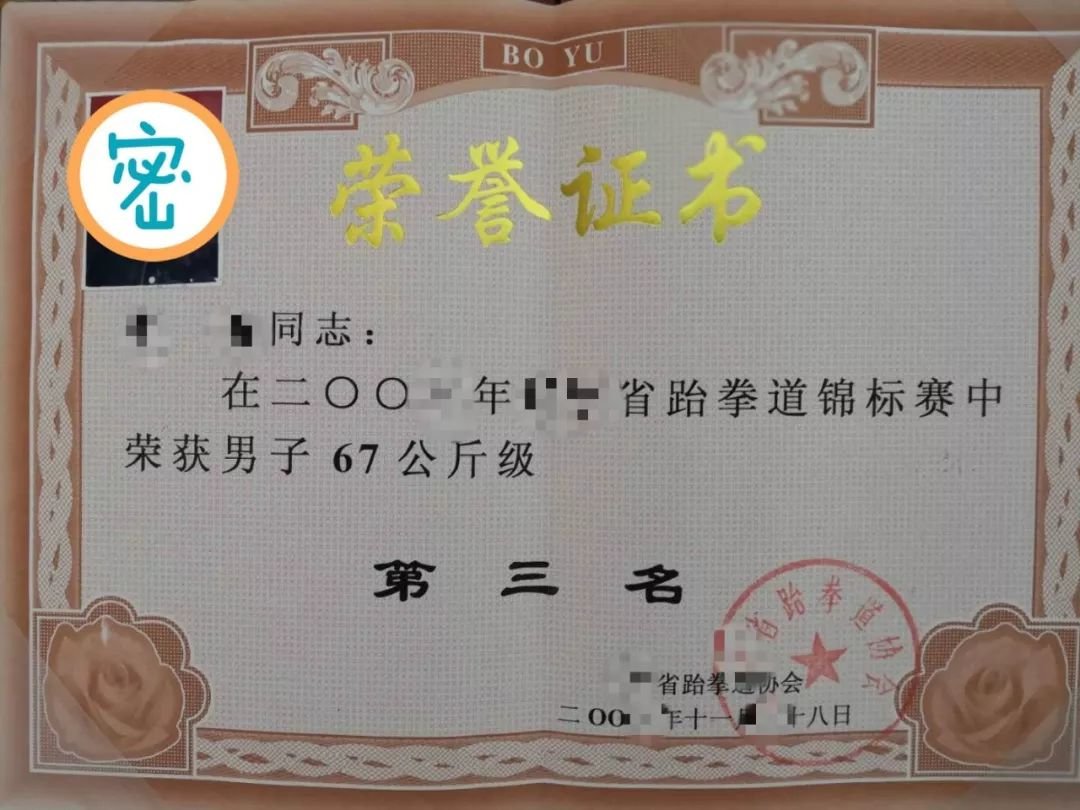 BO YU
密
荣誉证书
同志：
在二〇〇 年 省跆拳道锦标赛中
荣获男子 67 公斤级
第三名
省跆拳道协会
省跆拳 协会
二〇〇 年十一月 十八日